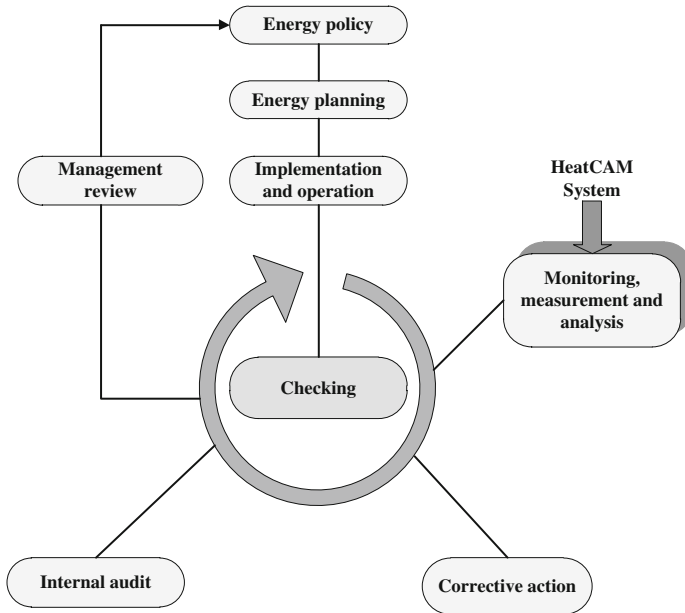 Energy policy
Energy planning
Management
review
Implementation
and operation
HeatCAM
System
Monitoring,
measurement and
analysis
Checking
Internal audit
Corrective action